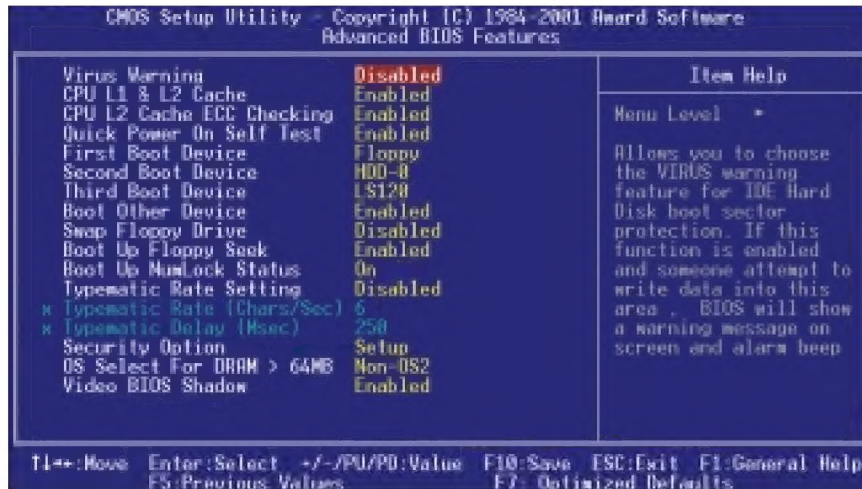 CMOS Setup Utility - Copyright (C) 1984-2001 Award Software
Advanced BIOS Features
Virus Warning Disabled
CPU L1 & L2 Cache Enabled
CPU L2 Cache ECC Checking Enabled
Quick Power On Self Test Enabled
First Boot Device Floppy
Second Boot Device HDD-0
Third Boot Device LS120
Boot Other Device Enabled
Swap Floppy Drive Disabled
Boot Up Floppy Seek Enabled
Boot Up NumLock Status On
Typematic Rate Setting Disabled
x Typematic Rate (Chars/Sec) 6
x Typematic Delay (Msec) 250
Security Option Setup
OS Select For DRAM > 64MB Non-OS2
Video BIOS Shadow Enabled
Item Help
Menu Level ▸
Allows you to choose
the VIRUS warning
feature for IDE Hard
Disk boot sector
protection. If this
function is enabled
and someone attempt to
write data into this
area , BIOS will show
a warning message on
screen and alarm beep
↑↓→←:Move Enter:Select +/-/PU/PD:Value F10:Save ESC:Exit F1:General Help
F5:Previous Values F7: Optimized Defaults